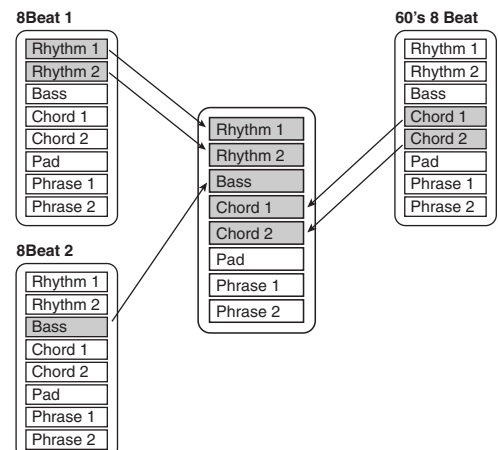 8Beat 1
Rhythm 1
Rhythm 2
Bass
Chord 1
Chord 2
Pad
Phrase 1
Phrase 2
8Beat 2
Rhythm 1
Rhythm 2
Bass
Chord 1
Chord 2
Pad
Phrase 1
Phrase 2
Rhythm 1
Rhythm 2
Bass
Chord 1
Chord 2
Pad
Phrase 1
Phrase 2
60's 8 Beat
Rhythm 1
Rhythm 2
Bass
Chord 1
Chord 2
Pad
Phrase 1
Phrase 2